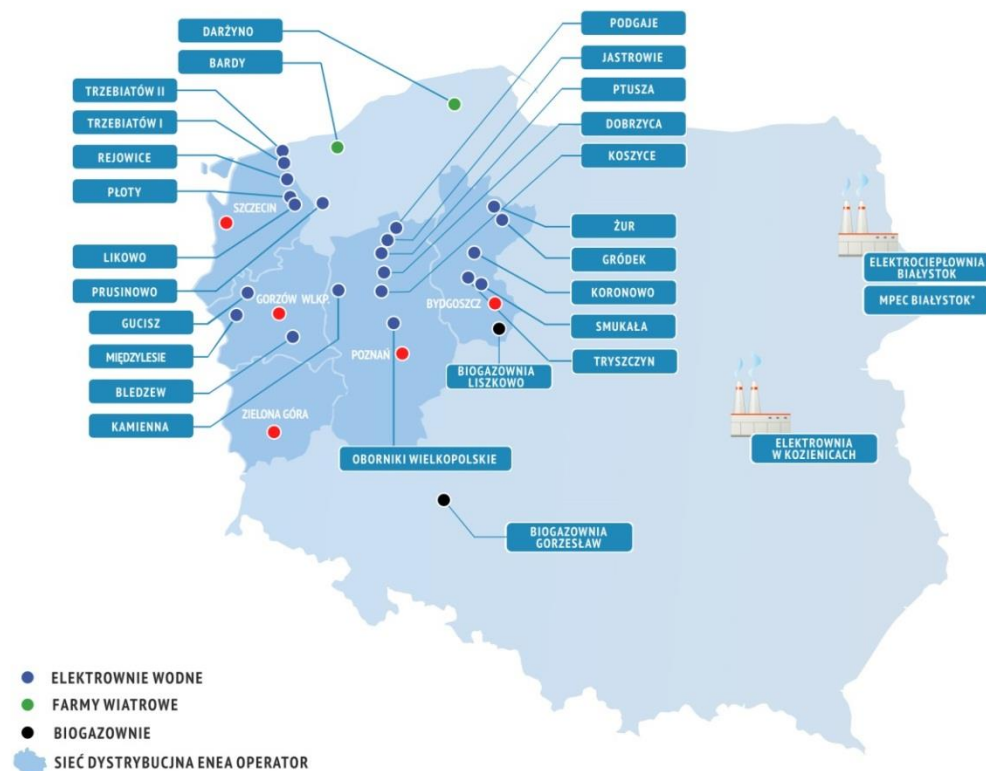 DARŻYNO
BARDY
TRZEBIATÓW II
TRZEBIATÓW I
REJOWICE
PŁOTY
SZCZECIN
LIKOWO
PRUSINOWO
GUCISZ
GORZÓW WLKP.
MIĘDZYLESIE
BLEDZEW
KAMIENNA
ZIELONA GÓRA
PODGAJE
JASTROWIE
PTUSZA
DOBRZYCA
KOSZYCE
ŻUR
GRÓDEK
KORONOWO
BYDGOSZCZ
SMUKAŁA
TRYSZCZYN
POZNAŃ
BIOGAZOWNIA
LISZKOWO
OBORNIKI WIELKOPOLSKIE
BIOGAZOWNIA
GORZESŁAW
ELEKTROCIEPŁOWNIA
BIAŁYSTOK
MPEC BIAŁYSTOK*
ELEKTROWNIA
W KOZIENICACH
ELEKTROWNIE WODNE
FARMY WIATROWE
BIOGAZOWNIE
SIEĆ DYSTRYBUCJNA ENEA OPERATOR